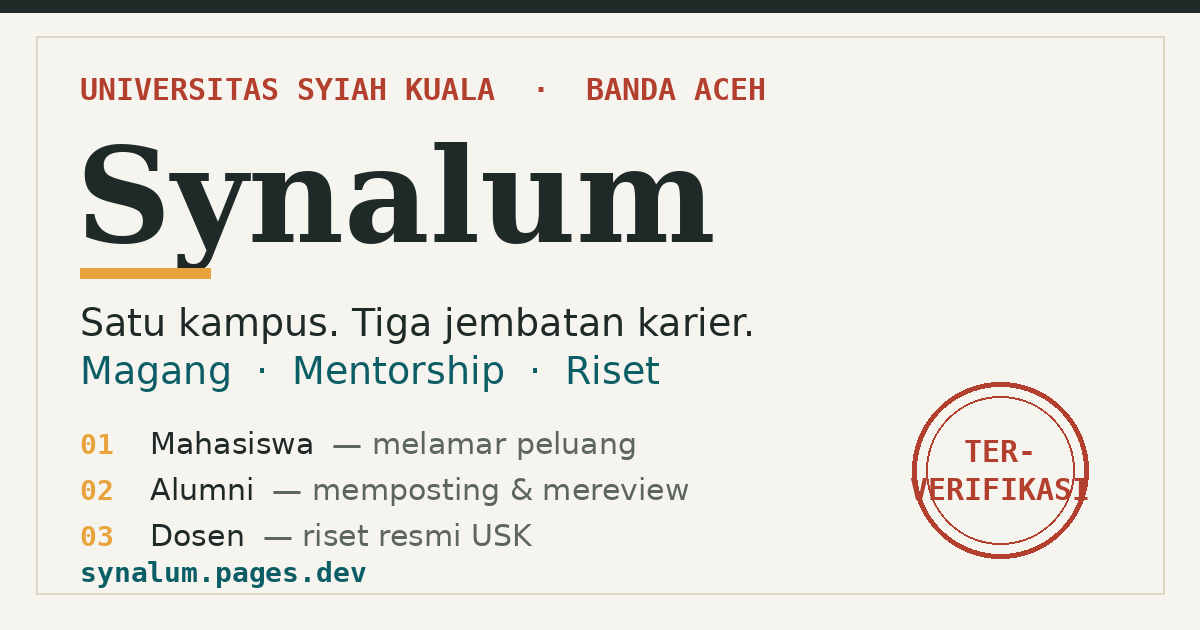 UNIVERSITAS SYIAH KUALA · BANDA ACEH
Synalum
Satu kampus. Tiga jembatan karier.
Magang · Mentorship · Riset
01 Mahasiswa — melamar peluang
02 Alumni — memposting & mereview
03 Dosen — riset resmi USK
synalum.pages.dev
TER-
VERIFIKASI